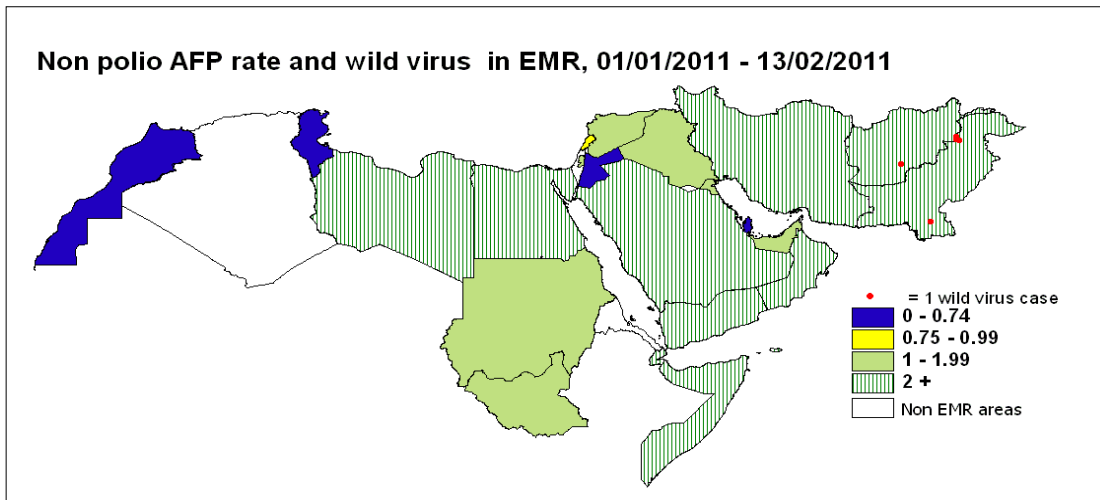 Non polio AFP rate and wild virus in EMR, 01/01/2011 - 13/02/2011
= 1 wild virus case
0 - 0.74
0.75 - 0.99
1 - 1.99
2 +
Non EMR areas